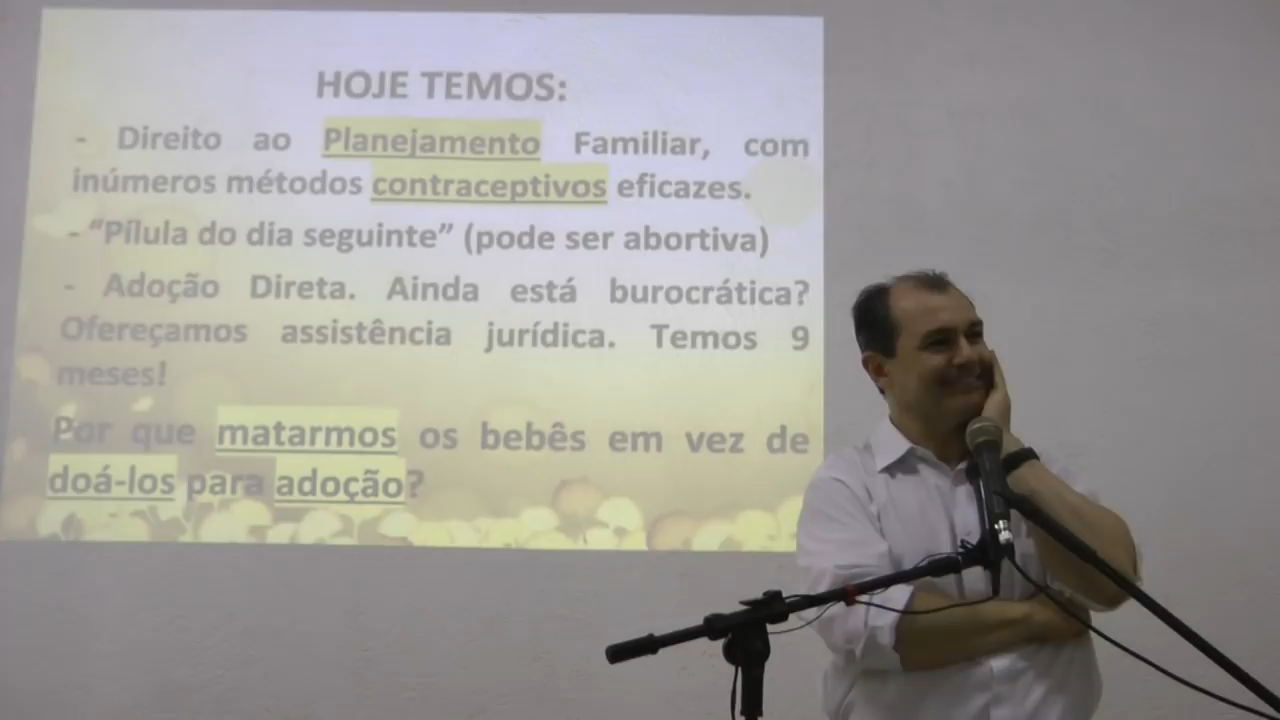 HOJE TEMOS:
- Direito ao Planejamento Familiar, com
inúmeros métodos contraceptivos eficazes.
- “Pílula do dia seguinte” (pode ser abortiva)
- Adoção Direta. Ainda está burocrática?
Ofereçamos assistência jurídica. Temos 9
meses!
Por que matarmos os bebês em vez de
doá-los para adoção?